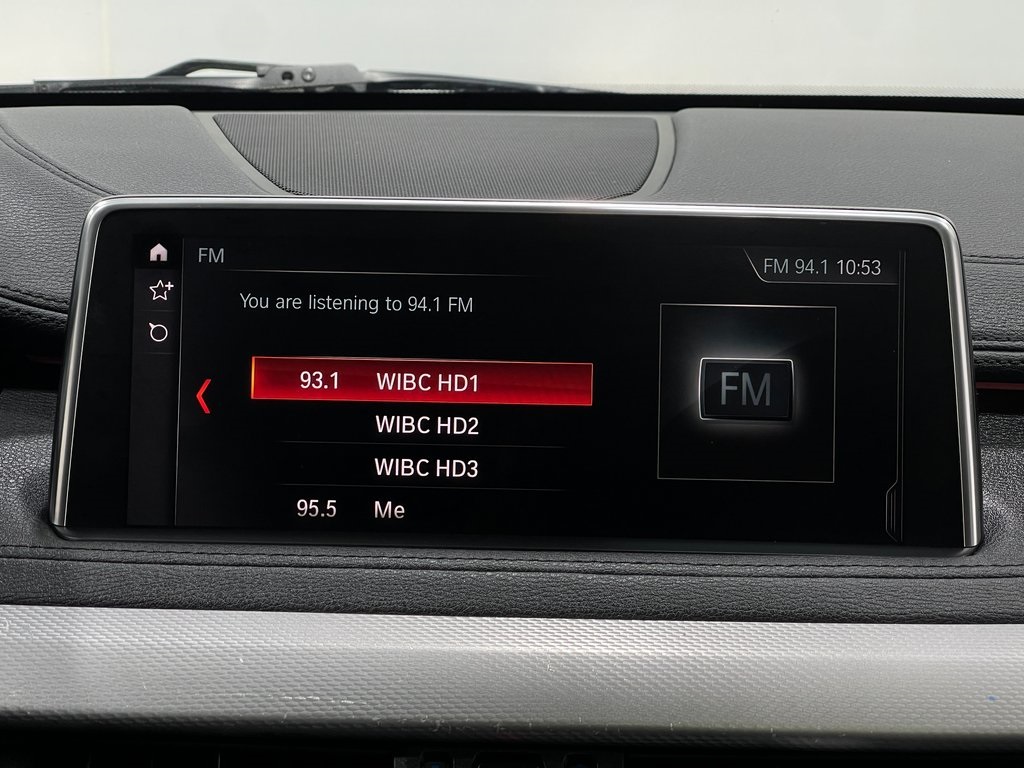 FM
FM 94.1 10:53
You are listening to 94.1 FM
93.1 WIBC HD1
WIBC HD2
WIBC HD3
95.5 Me
FM